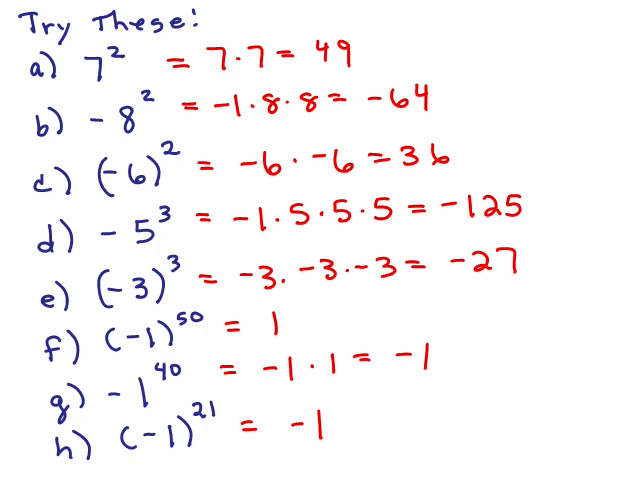 Try These:
a) 7² = 7·7 = 49
b) -8² = -1·8·8 = -64
c) (-6)² = -6·-6 = 36
d) -5³ = -1·5·5·5 = -125
e) (-3)³ = -3·-3·-3 = -27
f) (-1)⁵⁰ = 1
g) -1⁴⁰ = -1·1 = -1
h) (-1)²¹ = -1